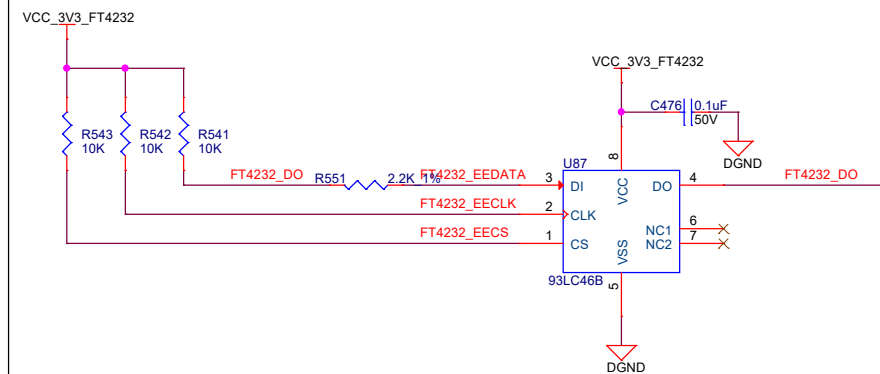 VCC_3V3_FT4232
VCC_3V3_FT4232
C476 0.1uF
50V
R543
10K
R542
10K
R541
10K
DGND
U87
FT4232_DO
R551
2.2K_1%
FT4232_EEDATA
3
DI
8
VCC
DO
4
FT4232_DO
FT4232_EECLK
2
CLK
NC1
6
FT4232_EECS
1
CS
VSS
NC2
7
93LC46B
5
DGND